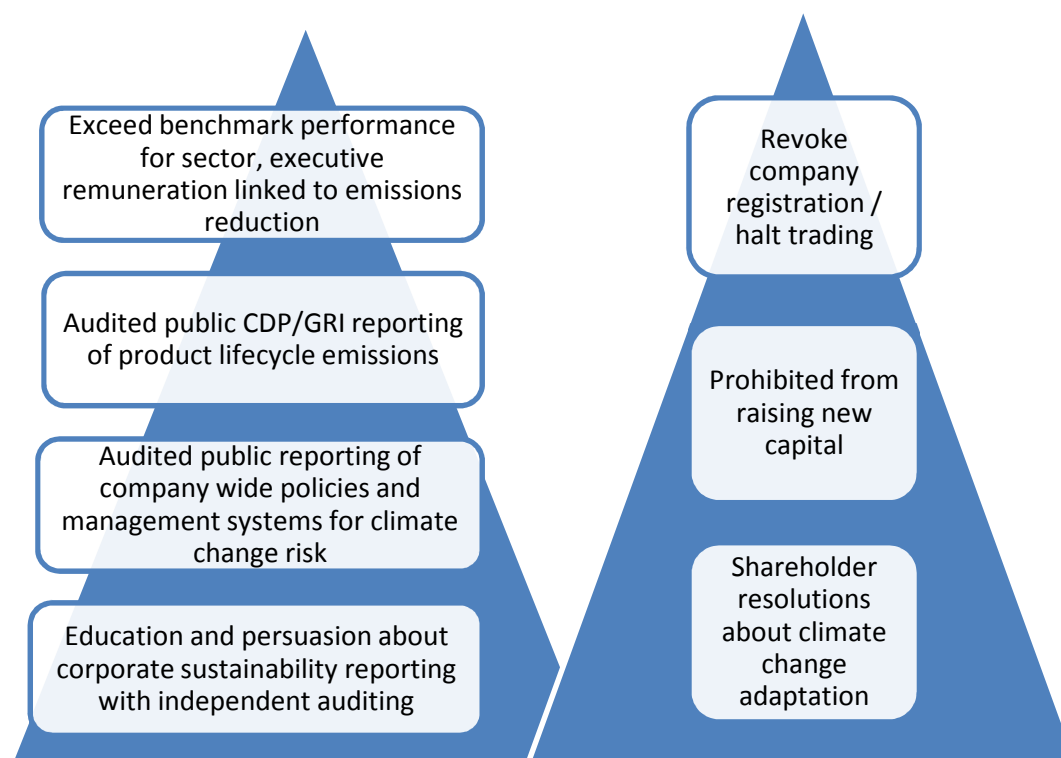 Exceed benchmark performance
for sector, executive
remuneration linked to emissions
reduction
Audited public CDP/GRI reporting
of product lifecycle emissions
Audited public reporting of
company wide policies and
management systems for climate
change risk
Education and persuasion about
corporate sustainability reporting
with independent auditing
Revoke
company
registration /
halt trading
Prohibited from
raising new
capital
Shareholder
resolutions
about climate
change
adaptation